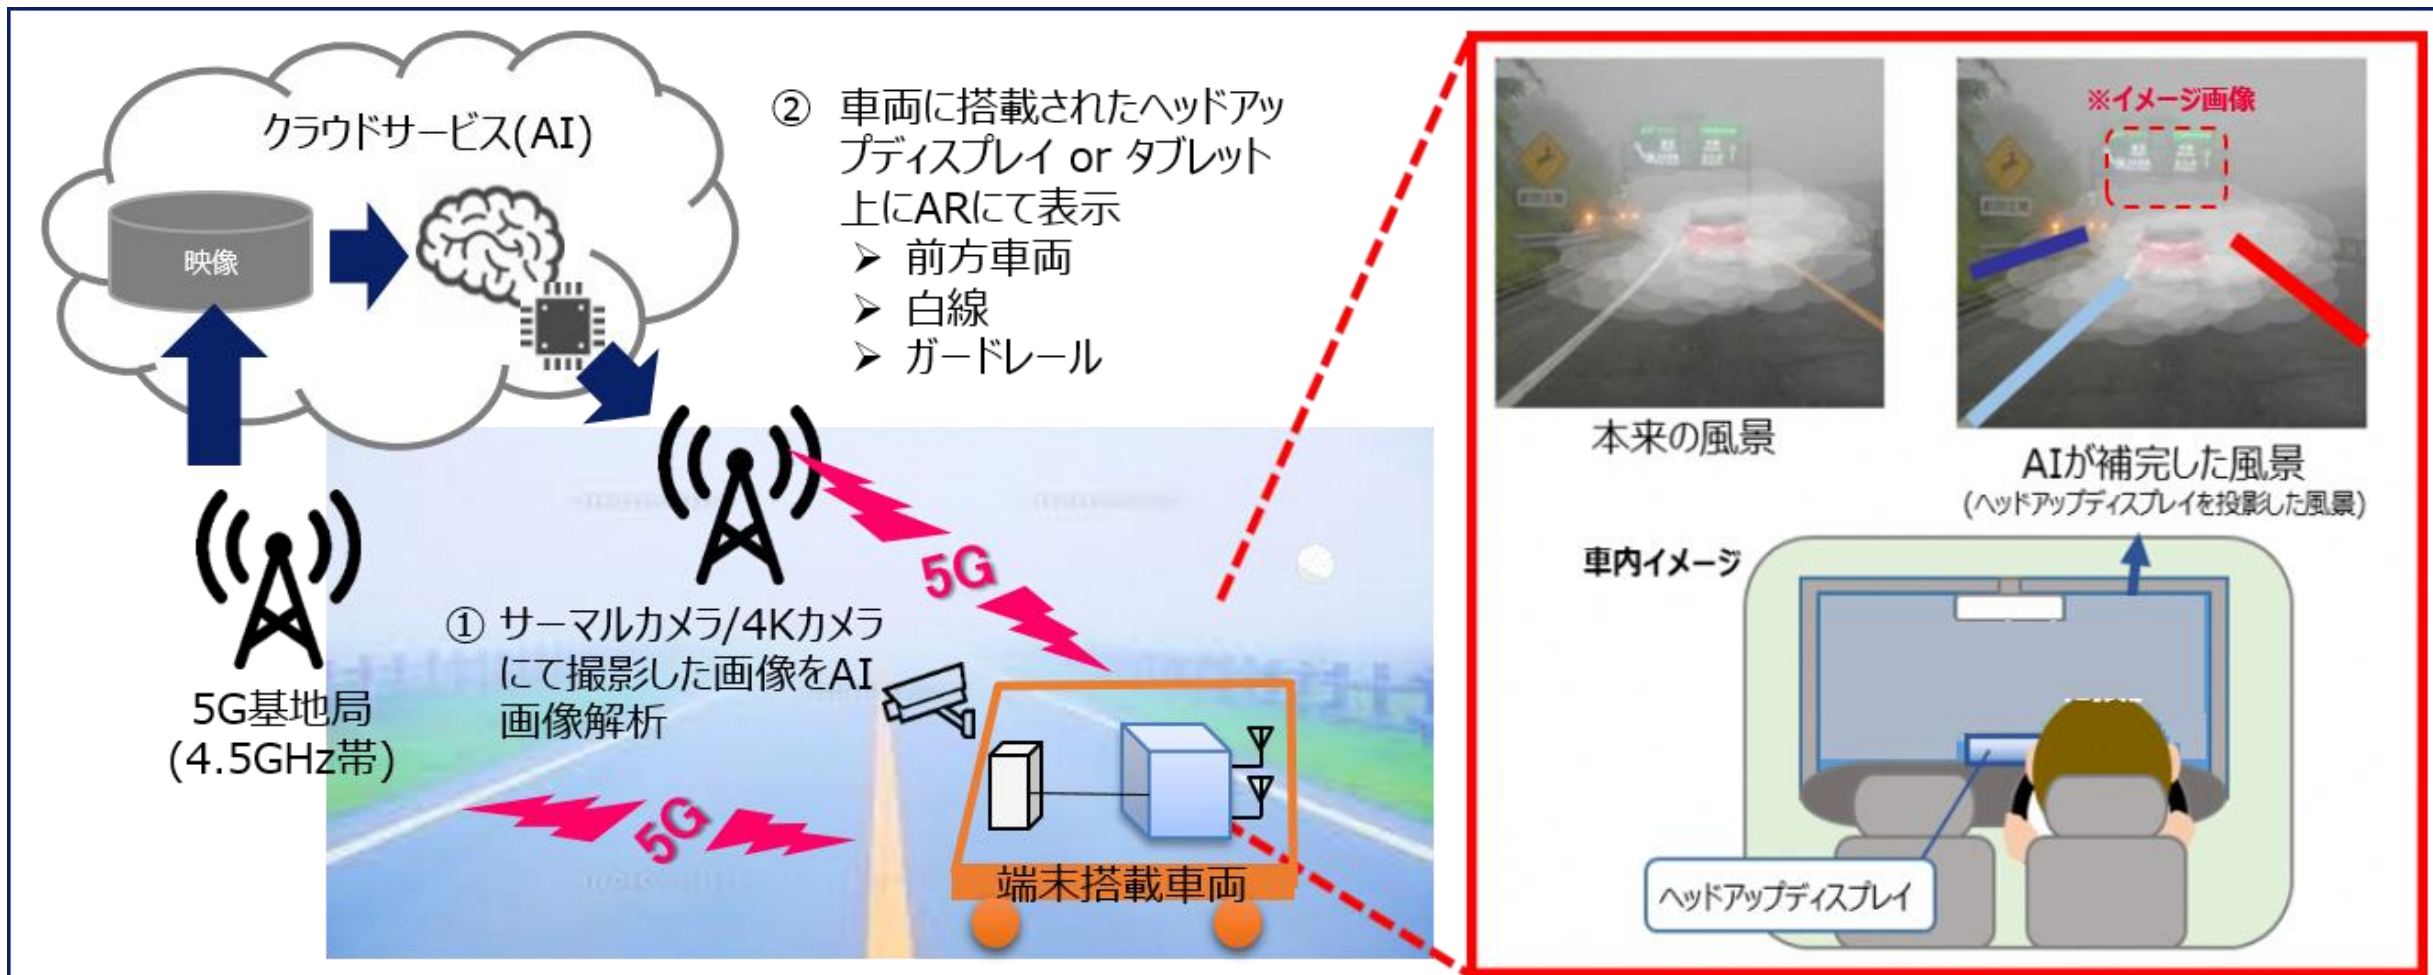 クラウドサービス(AI)
映像
② 車両に搭載されたヘッドアッ
プディスプレイ or タブレット
上にARにて表示
➢ 前方車両
➢ 白線
➢ ガードレール
5G基地局
(4.5GHz帯)
① サーマルカメラ/4Kカメラ
にて撮影した画像をAI
画像解析
5G
5G
端末搭載車両
※イメージ画像
本来の風景
AIが補完した風景
(ヘッドアップディスプレイを投影した風景)
車内イメージ
ヘッドアップディスプレイ